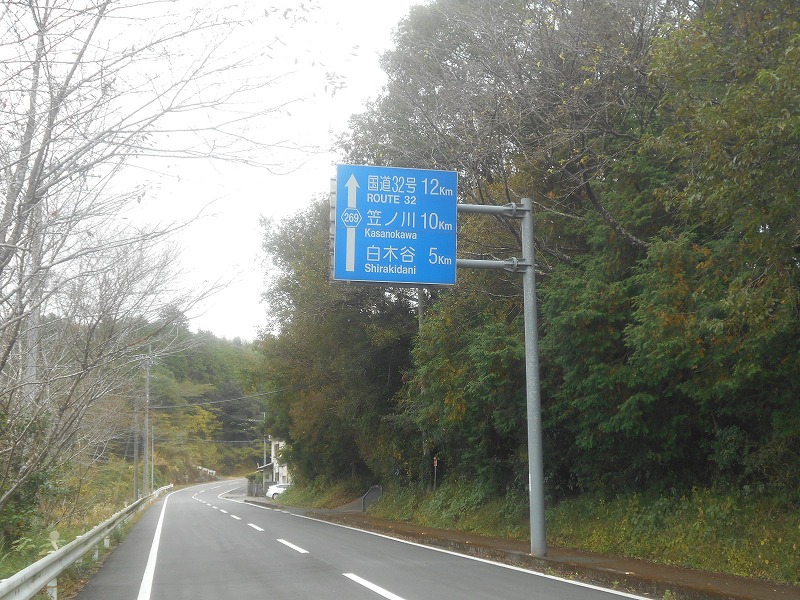 国道32号 12Km
ROUTE 32
269
笠ノ川 10Km
Kasanokawa
白木谷 5Km
Shirakidani